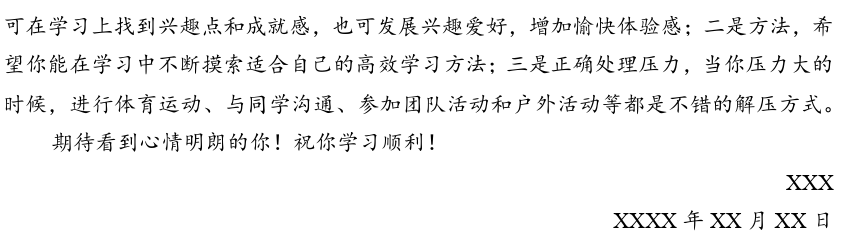 可在学习上找到兴趣点和成就感，也可发展兴趣爱好，增加愉快体验感；二是方法，希
望你能在学习中不断摸索适合自己的高效学习方法；三是正确处理压力，当你压力大的
时候，进行体育运动、与同学沟通、参加团队活动和户外活动等都是不错的解压方式。
期待看到心情明朗的你！祝你学习顺利！
XXX
XXXX 年 XX 月 XX 日